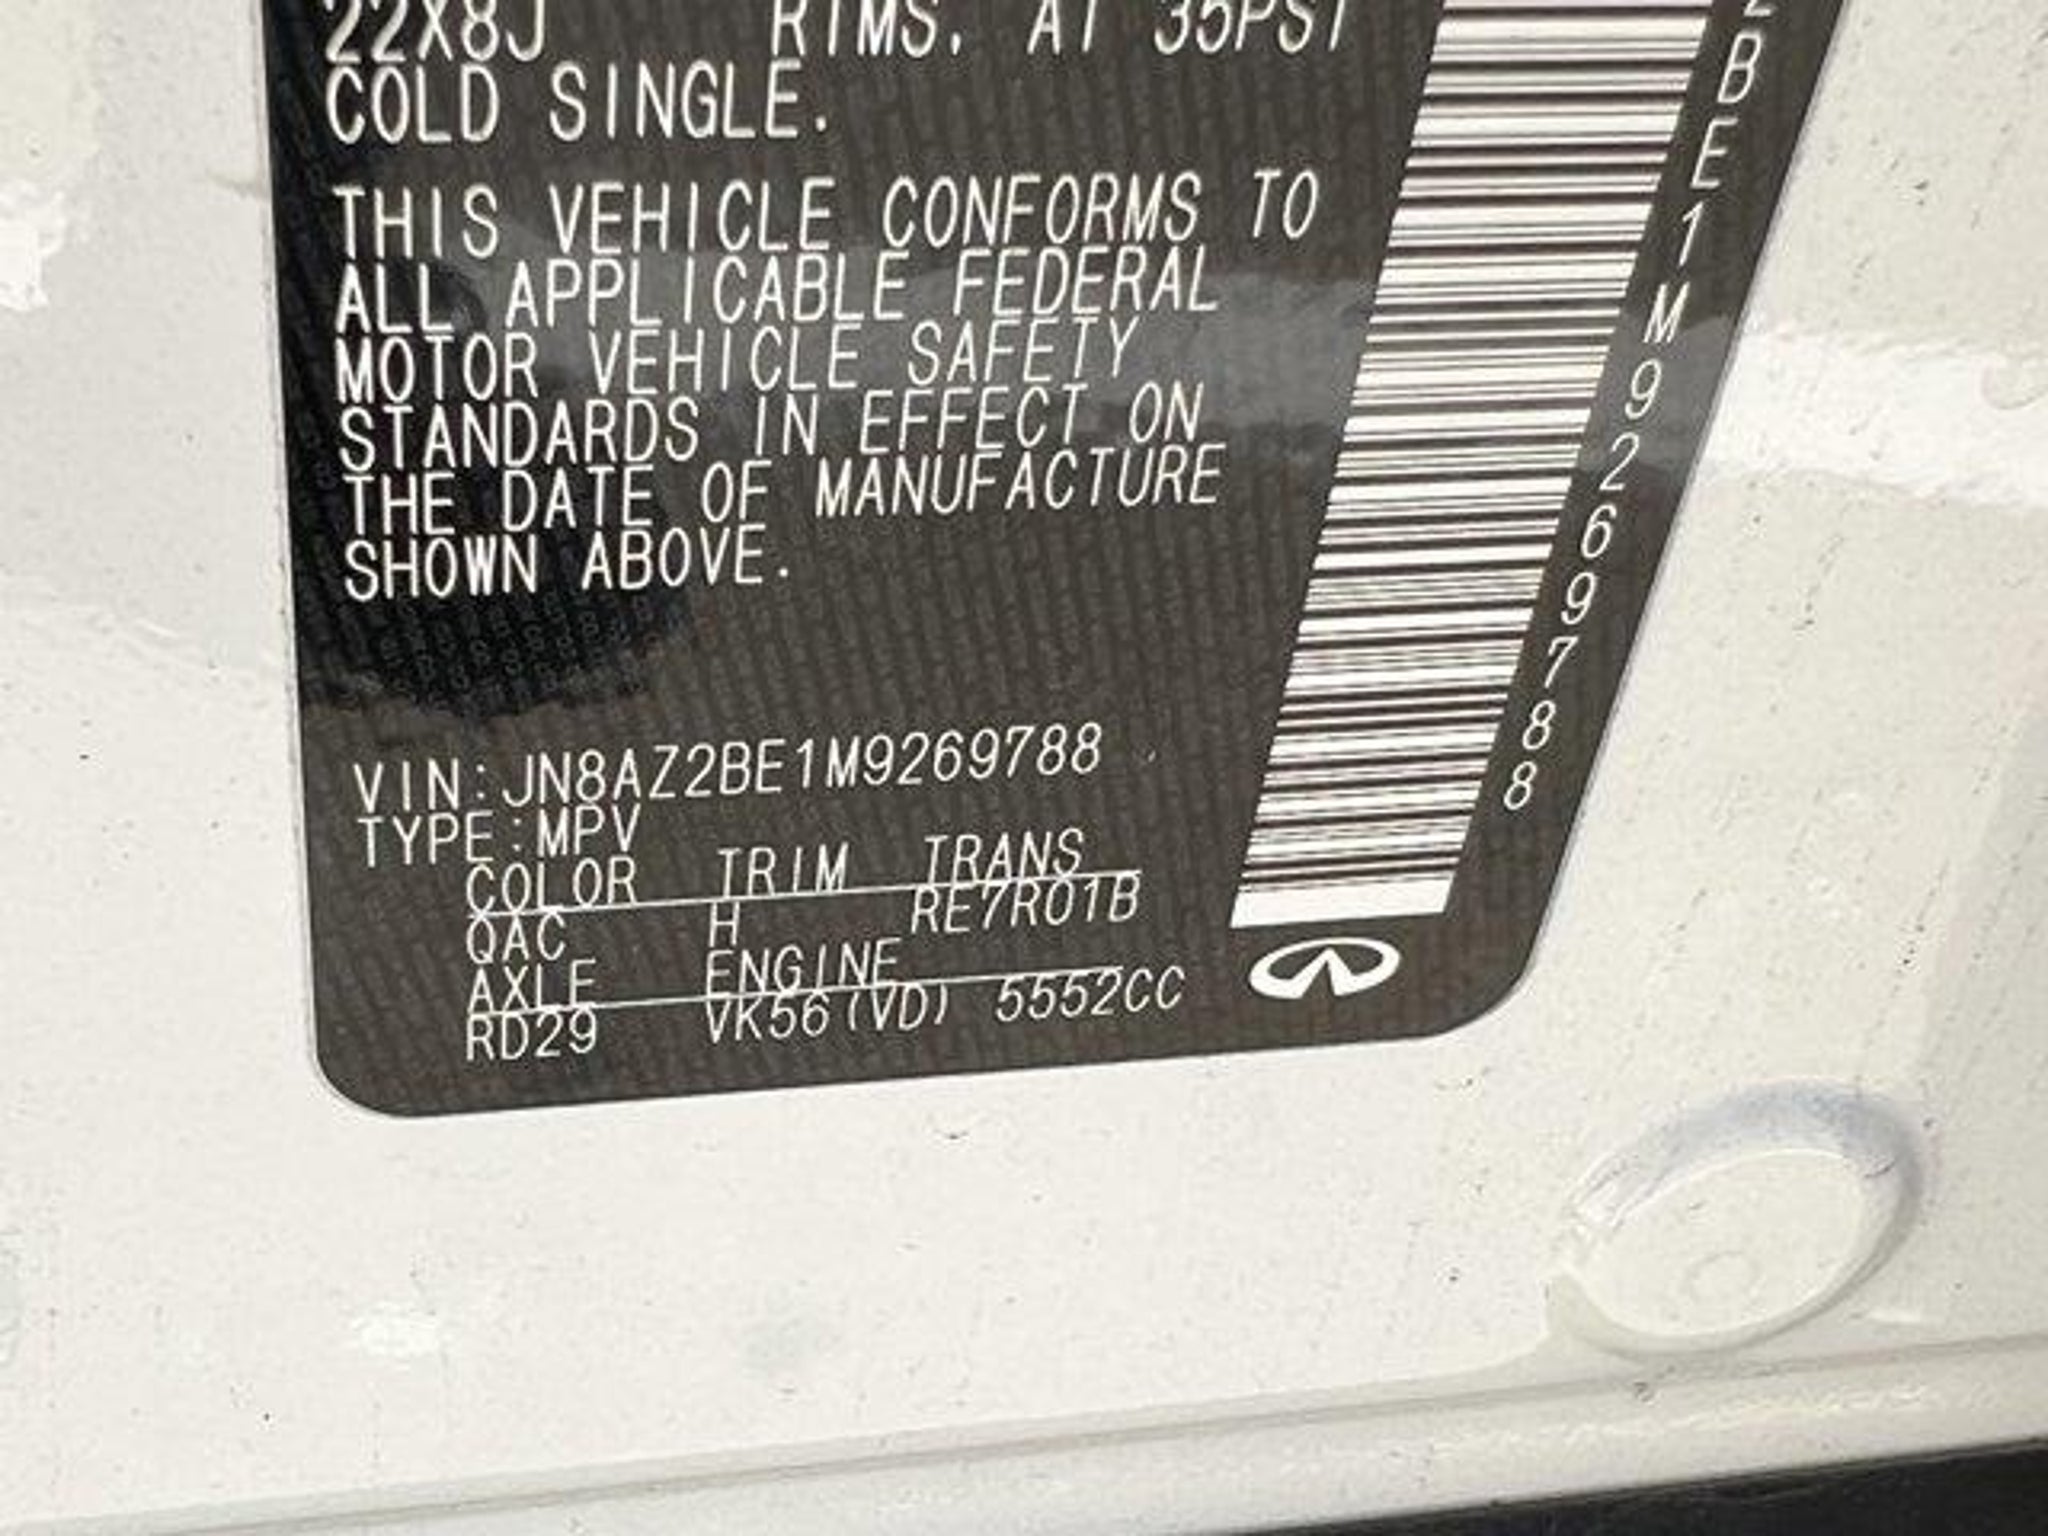 22X8J RIMS, AT 35PSI
COLD SINGLE.
THIS VEHICLE CONFORMS TO
ALL APPLICABLE FEDERAL
MOTOR VEHICLE SAFETY
STANDARDS IN EFFECT ON
THE DATE OF MANUFACTURE
SHOWN ABOVE.
VIN:JN8AZ2BE1M9269788
TYPE:MPV
COLOR TRIM TRANS
QAC H RE7R01B
AXLE ENGINE
RD29 VK56(VD) 5552CC
2BE1M9269788